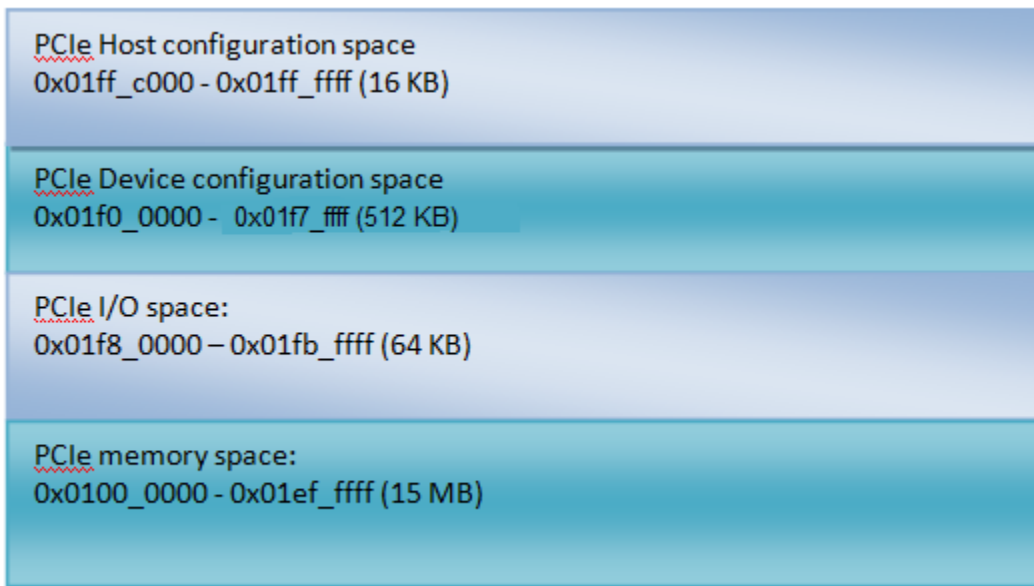 PCIe Host configuration space
0x01ff_c000 - 0x01ff_ffff (16 KB)
PCIe Device configuration space
0x01f0_0000 - 0x01f7_ffff (512 KB)
PCIe I/O space:
0x01f8_0000 – 0x01fb_ffff (64 KB)
PCIe memory space:
0x0100_0000 - 0x01ef_ffff (15 MB)